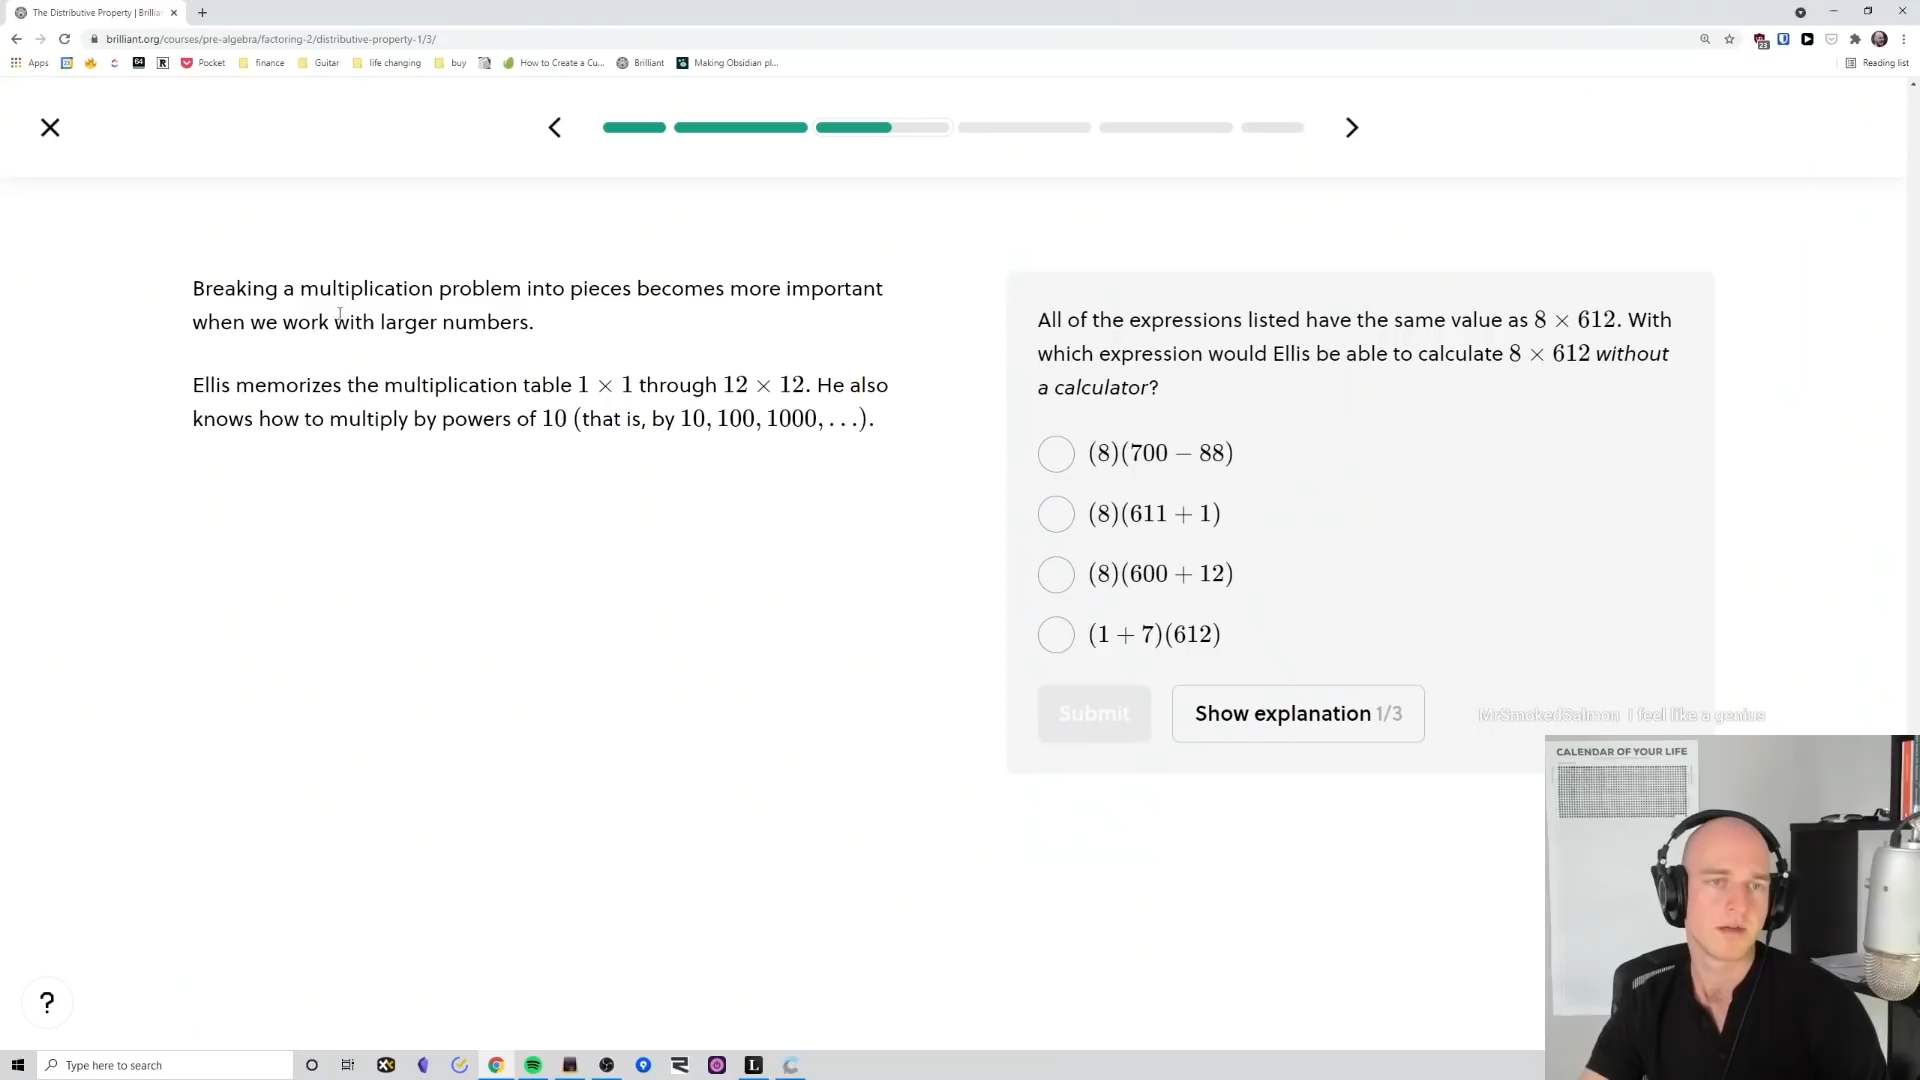 The Distributive Property | Brillia
brilliant.org/courses/pre-algebra/factoring-2/distributive-property-1/3/
23
Apps
Pocket
finance
Guitar
life changing
buy
How to Create a Cu...
Brilliant
Making Obsidian pl...
Reading list
Breaking a multiplication problem into pieces becomes more important
when we work with larger numbers.
Ellis memorizes the multiplication table 1 × 1 through 12 × 12. He also
knows how to multiply by powers of 10 (that is, by 10, 100, 1000, . . .).
All of the expressions listed have the same value as 8 × 612. With
which expression would Ellis be able to calculate 8 × 612 without
a calculator?
(8)(700 − 88)
(8)(611 + 1)
(8)(600 + 12)
(1 + 7)(612)
Submit
Show explanation 1/3
MrSmokedSalmon I feel like a genius
CALENDAR OF YOUR LIFE
?
Type here to search